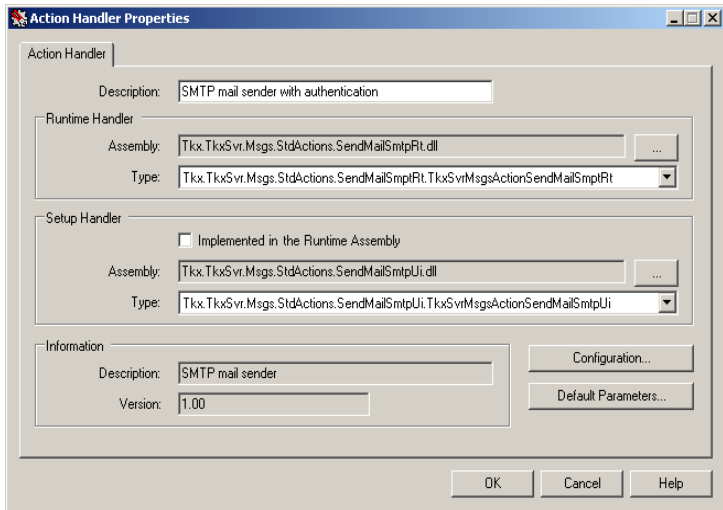 Action Handler Properties
Action Handler
Description: SMTP mail sender with authentication
Runtime Handler
Assembly: Tkx.TkxSvr.Msgs.StdActions.SendMailSmtpRt.dll ...
Type: Tkx.TkxSvr.Msgs.StdActions.SendMailSmptRt.TkxSvrMsgsActionSendMailSmptRt
Setup Handler
Implemented in the Runtime Assembly
Assembly: Tkx.TkxSvr.Msgs.StdActions.SendMailSmtpUi.dll ...
Type: Tkx.TkxSvr.Msgs.StdActions.SendMailSmtpUi.TkxSvrMsgsActionSendMailSmtpUi
Information
Description: SMTP mail sender
Version: 1.00
Configuration...
Default Parameters...
OK Cancel Help